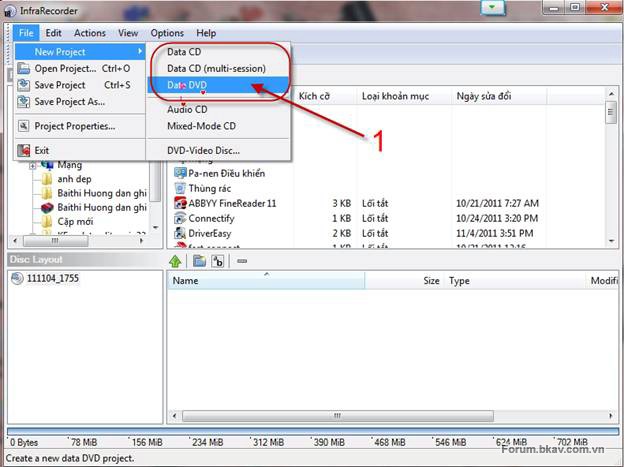 InfraRecorder
File Edit Actions View Options Help
New Project
Data CD
Open Project... Ctrl+O
Data CD (multi-session)
Save Project Ctrl+S
Data DVD
Save Project As...
Audio CD
Project Properties...
Mixed-Mode CD
Exit
DVD-Video Disc...
1
Kích cỡ Loại khoản mục Ngày sửa đổi
Mạng
anh dep
Baithi Huong dan ghi
Baithi Huong dan ghi
Cặp mới
Mạng
Pa-nen Điều khiển
Thùng rác
ABBYY FineReader 11 3 KB Lối tắt 10/21/2011 7:27 AM
Connectify 1 KB Lối tắt 10/24/2011 3:20 PM
DriverEasy 1 KB Lối tắt 11/4/2011 3:51 PM
Disc Layout
111104_1755
Name Size Type Modifi
0 Bytes 78 MiB 156 MiB 234 MiB 312 MiB 390 MiB 468 MiB 546 MiB 624 MiB 702 MiB
Forum.bkav.com.vn
Create a new data DVD project.